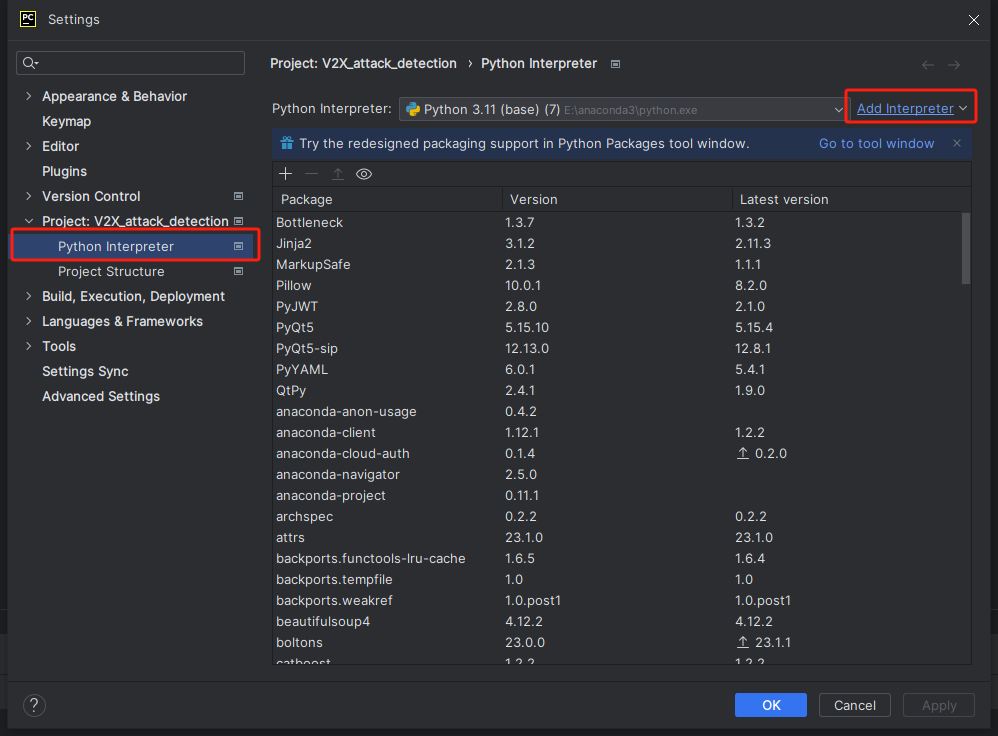 PC Settings
Project: V2X_attack_detection › Python Interpreter
Appearance & Behavior
Keymap
Editor
Plugins
Version Control
Project: V2X_attack_detection
Python Interpreter
Project Structure
Build, Execution, Deployment
Languages & Frameworks
Tools
Settings Sync
Advanced Settings
Python Interpreter: Python 3.11 (base) (7) E:\anaconda3\python.exe Add Interpreter
Try the redesigned packaging support in Python Packages tool window. Go to tool window
Package Version Latest version
Bottleneck 1.3.7 1.3.2
Jinja2 3.1.2 2.11.3
MarkupSafe 2.1.3 1.1.1
Pillow 10.0.1 8.2.0
PyJWT 2.8.0 2.1.0
PyQt5 5.15.10 5.15.4
PyQt5-sip 12.13.0 12.8.1
PyYAML 6.0.1 5.4.1
QtPy 2.4.1 1.9.0
anaconda-anon-usage 0.4.2
anaconda-client 1.12.1 1.2.2
anaconda-cloud-auth 0.1.4 0.2.0
anaconda-navigator 2.5.0
anaconda-project 0.11.1
archspec 0.2.2 0.2.2
attrs 23.1.0 23.1.0
backports.functools-lru-cache 1.6.5 1.6.4
backports.tempfile 1.0 1.0
backports.weakref 1.0.post1 1.0.post1
beautifulsoup4 4.12.2 4.12.2
boltons 23.0.0 23.1.1
catboost 1.2.2 1.2.2
? OK Cancel Apply